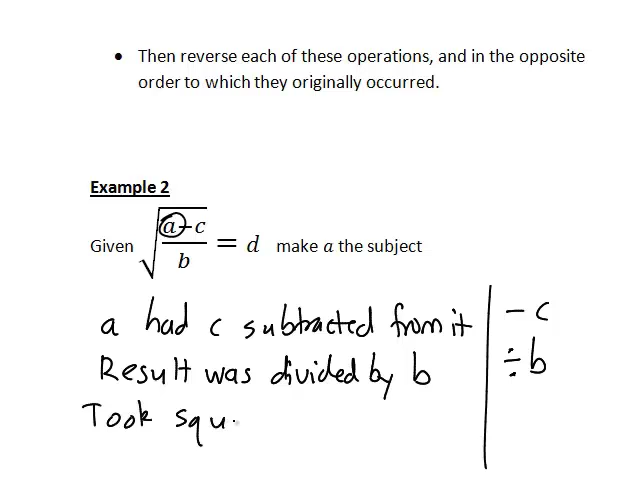 • Then reverse each of these operations, and in the opposite
order to which they originally occurred.
Example 2
Given √((a-c)/b) = d make a the subject
a had c subtracted from it | - c
Result was divided by b | ÷ b
Took squ